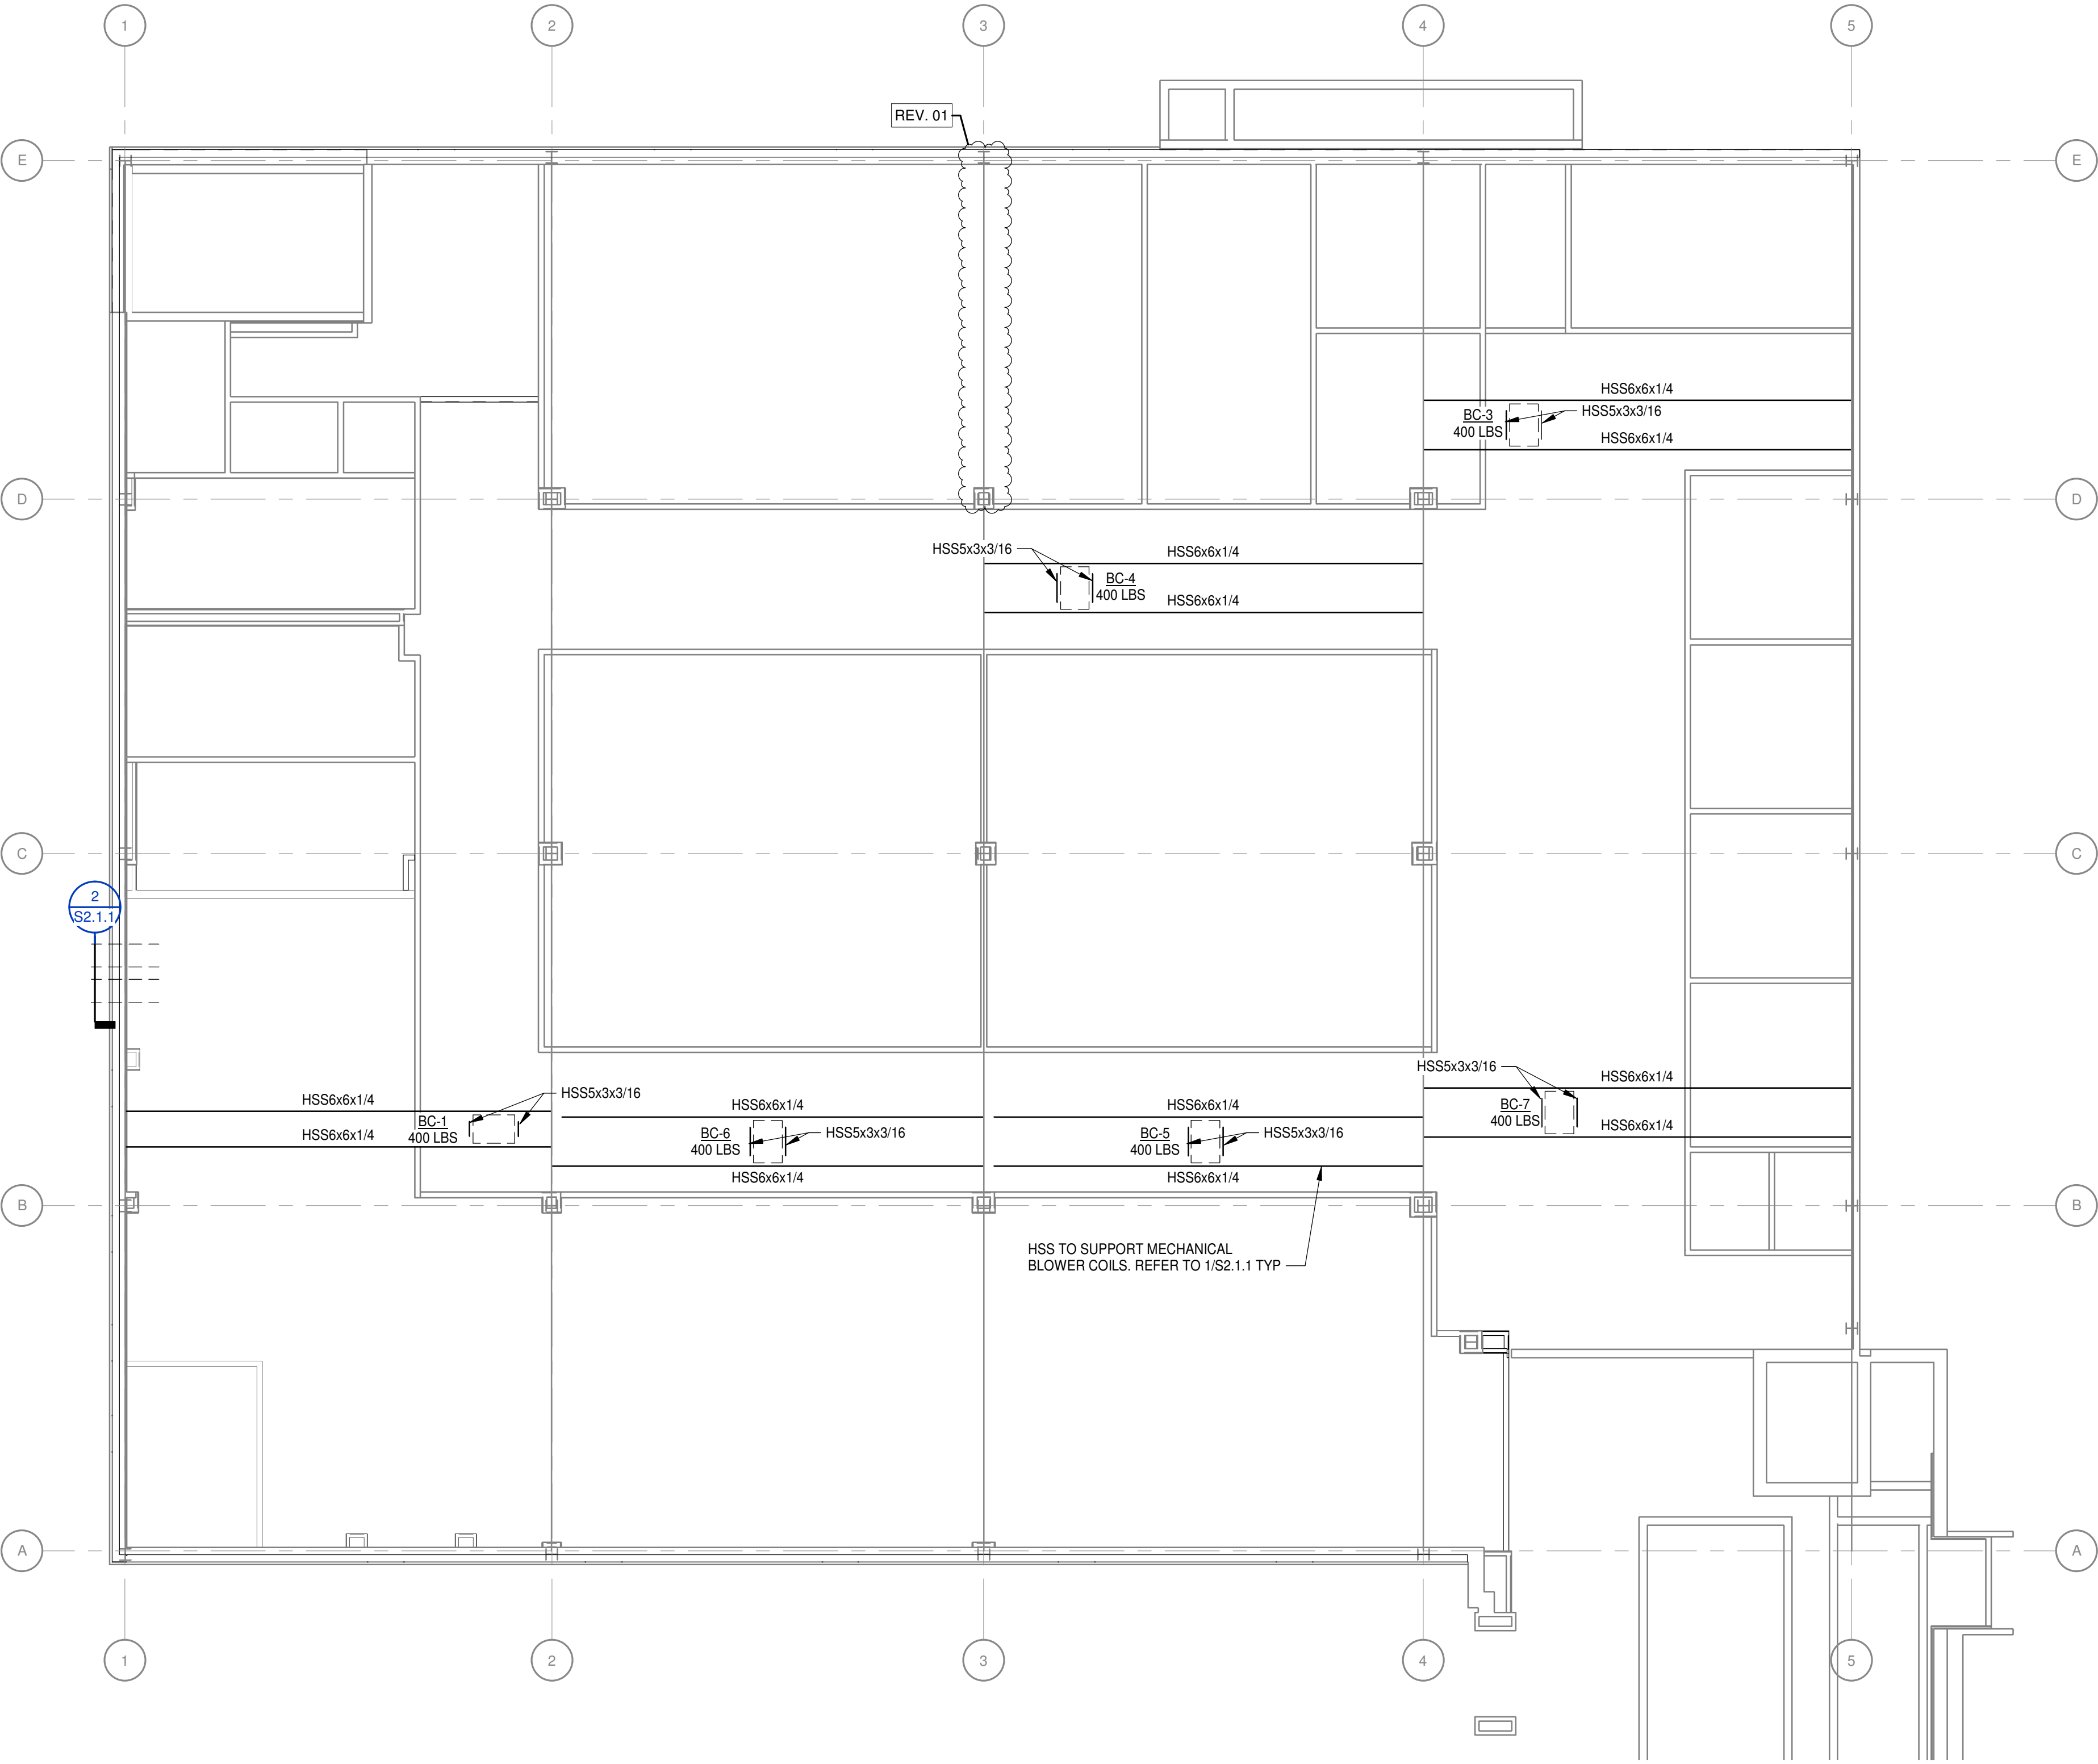 1
2
3
4
5
REV. 01
E
E
HSS6x6x1/4
BC-3
400 LBS
HSS5x3x3/16
HSS6x6x1/4
D
D
HSS5x3x3/16
HSS6x6x1/4
BC-4
400 LBS
HSS6x6x1/4
C
C
2
S2.1.1
HSS5x3x3/16
HSS6x6x1/4
HSS6x6x1/4
HSS5x3x3/16
BC-1
400 LBS
HSS6x6x1/4
HSS6x6x1/4
BC-6
400 LBS
HSS5x3x3/16
HSS6x6x1/4
HSS6x6x1/4
BC-5
400 LBS
HSS5x3x3/16
HSS6x6x1/4
BC-7
400 LBS
HSS6x6x1/4
B
B
HSS TO SUPPORT MECHANICAL
BLOWER COILS. REFER TO 1/S2.1.1 TYP
A
A
1
2
3
4
5